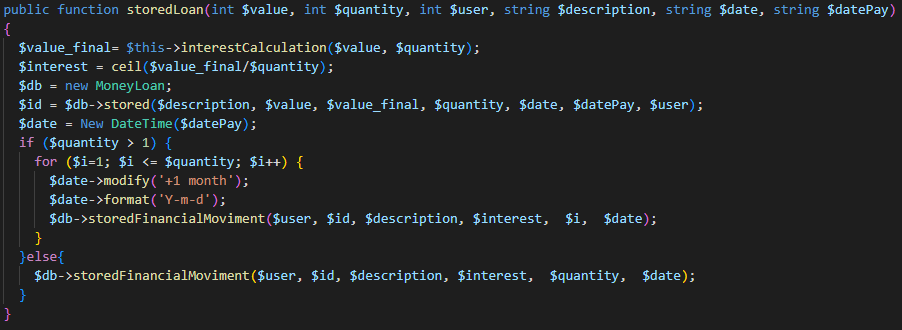 public function storedLoan(int $value, int $quantity, int $user, string $description, string $date, string $datePay)
{
  $value_final= $this->interestCalculation($value, $quantity);
  $interest = ceil($value_final/$quantity);
  $db = new MoneyLoan;
  $id = $db->stored($description, $value, $value_final, $quantity, $date, $datePay, $user);
  $date = New DateTime($datePay);
  if ($quantity > 1) {
    for ($i=1; $i <= $quantity; $i++) {
      $date->modify('+1 month');
      $date->format('Y-m-d');
      $db->storedFinancialMoviment($user, $id, $description, $interest,  $i,  $date);
    }
  }else{
    $db->storedFinancialMoviment($user, $id, $description, $interest,  $quantity,  $date);
  }
}